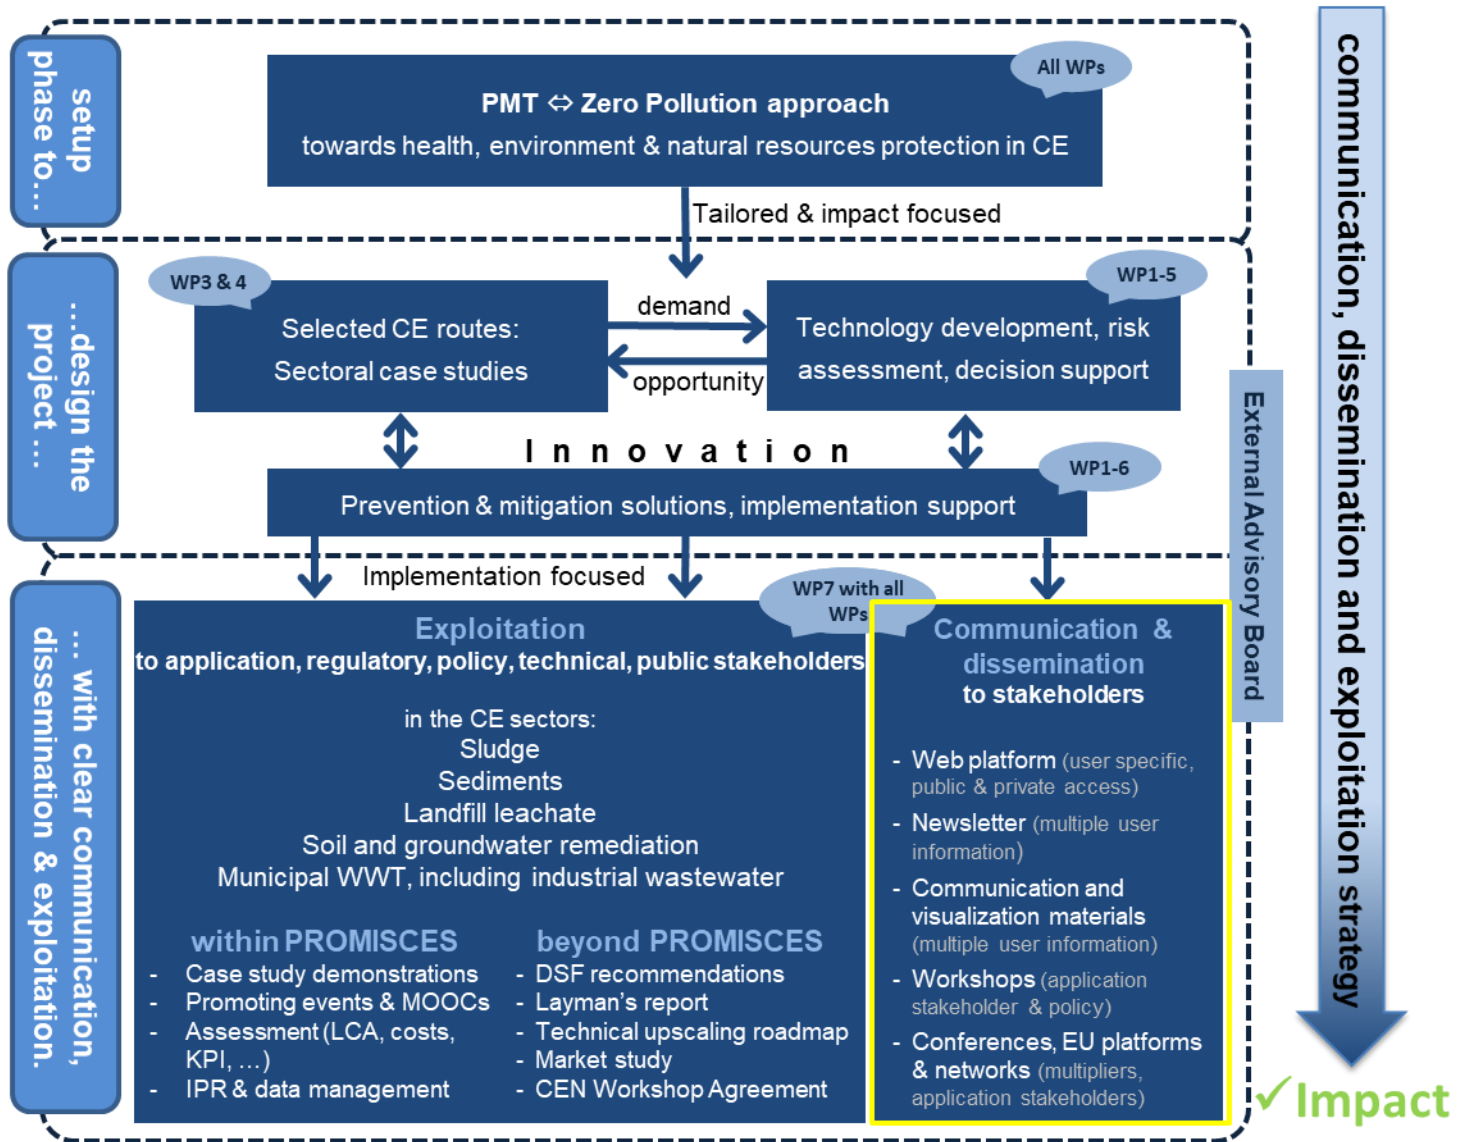 setup
phase to...
All WPs
PMT ⇔ Zero Pollution approach
towards health, environment & natural resources protection in CE
Tailored & impact focused
...design the
project ...
WP3 & 4
Selected CE routes:
Sectoral case studies
demand
opportunity
WP1-5
Technology development, risk
assessment, decision support
Innovation
WP1-6
Prevention & mitigation solutions, implementation support
... with clear communication,
dissemination & exploitation.
Implementation focused
WP7 with all
WPs
Exploitation
to application, regulatory, policy, technical, public stakeholders
in the CE sectors:
Sludge
Sediments
Landfill leachate
Soil and groundwater remediation
Municipal WWT, including industrial wastewater
within PROMISCES
- Case study demonstrations
- Promoting events & MOOCs
- Assessment (LCA, costs,
KPI, ...)
- IPR & data management
beyond PROMISCES
- DSF recommendations
- Layman's report
- Technical upscaling roadmap
- Market study
- CEN Workshop Agreement
Communication &
dissemination
to stakeholders
- Web platform (user specific,
public & private access)
- Newsletter (multiple user
information)
- Communication and
visualization materials
(multiple user information)
- Workshops (application
stakeholder & policy)
- Conferences, EU platforms
& networks (multipliers,
application stakeholders)
External Advisory Board
communication, dissemination and exploitation strategy
✓Impact